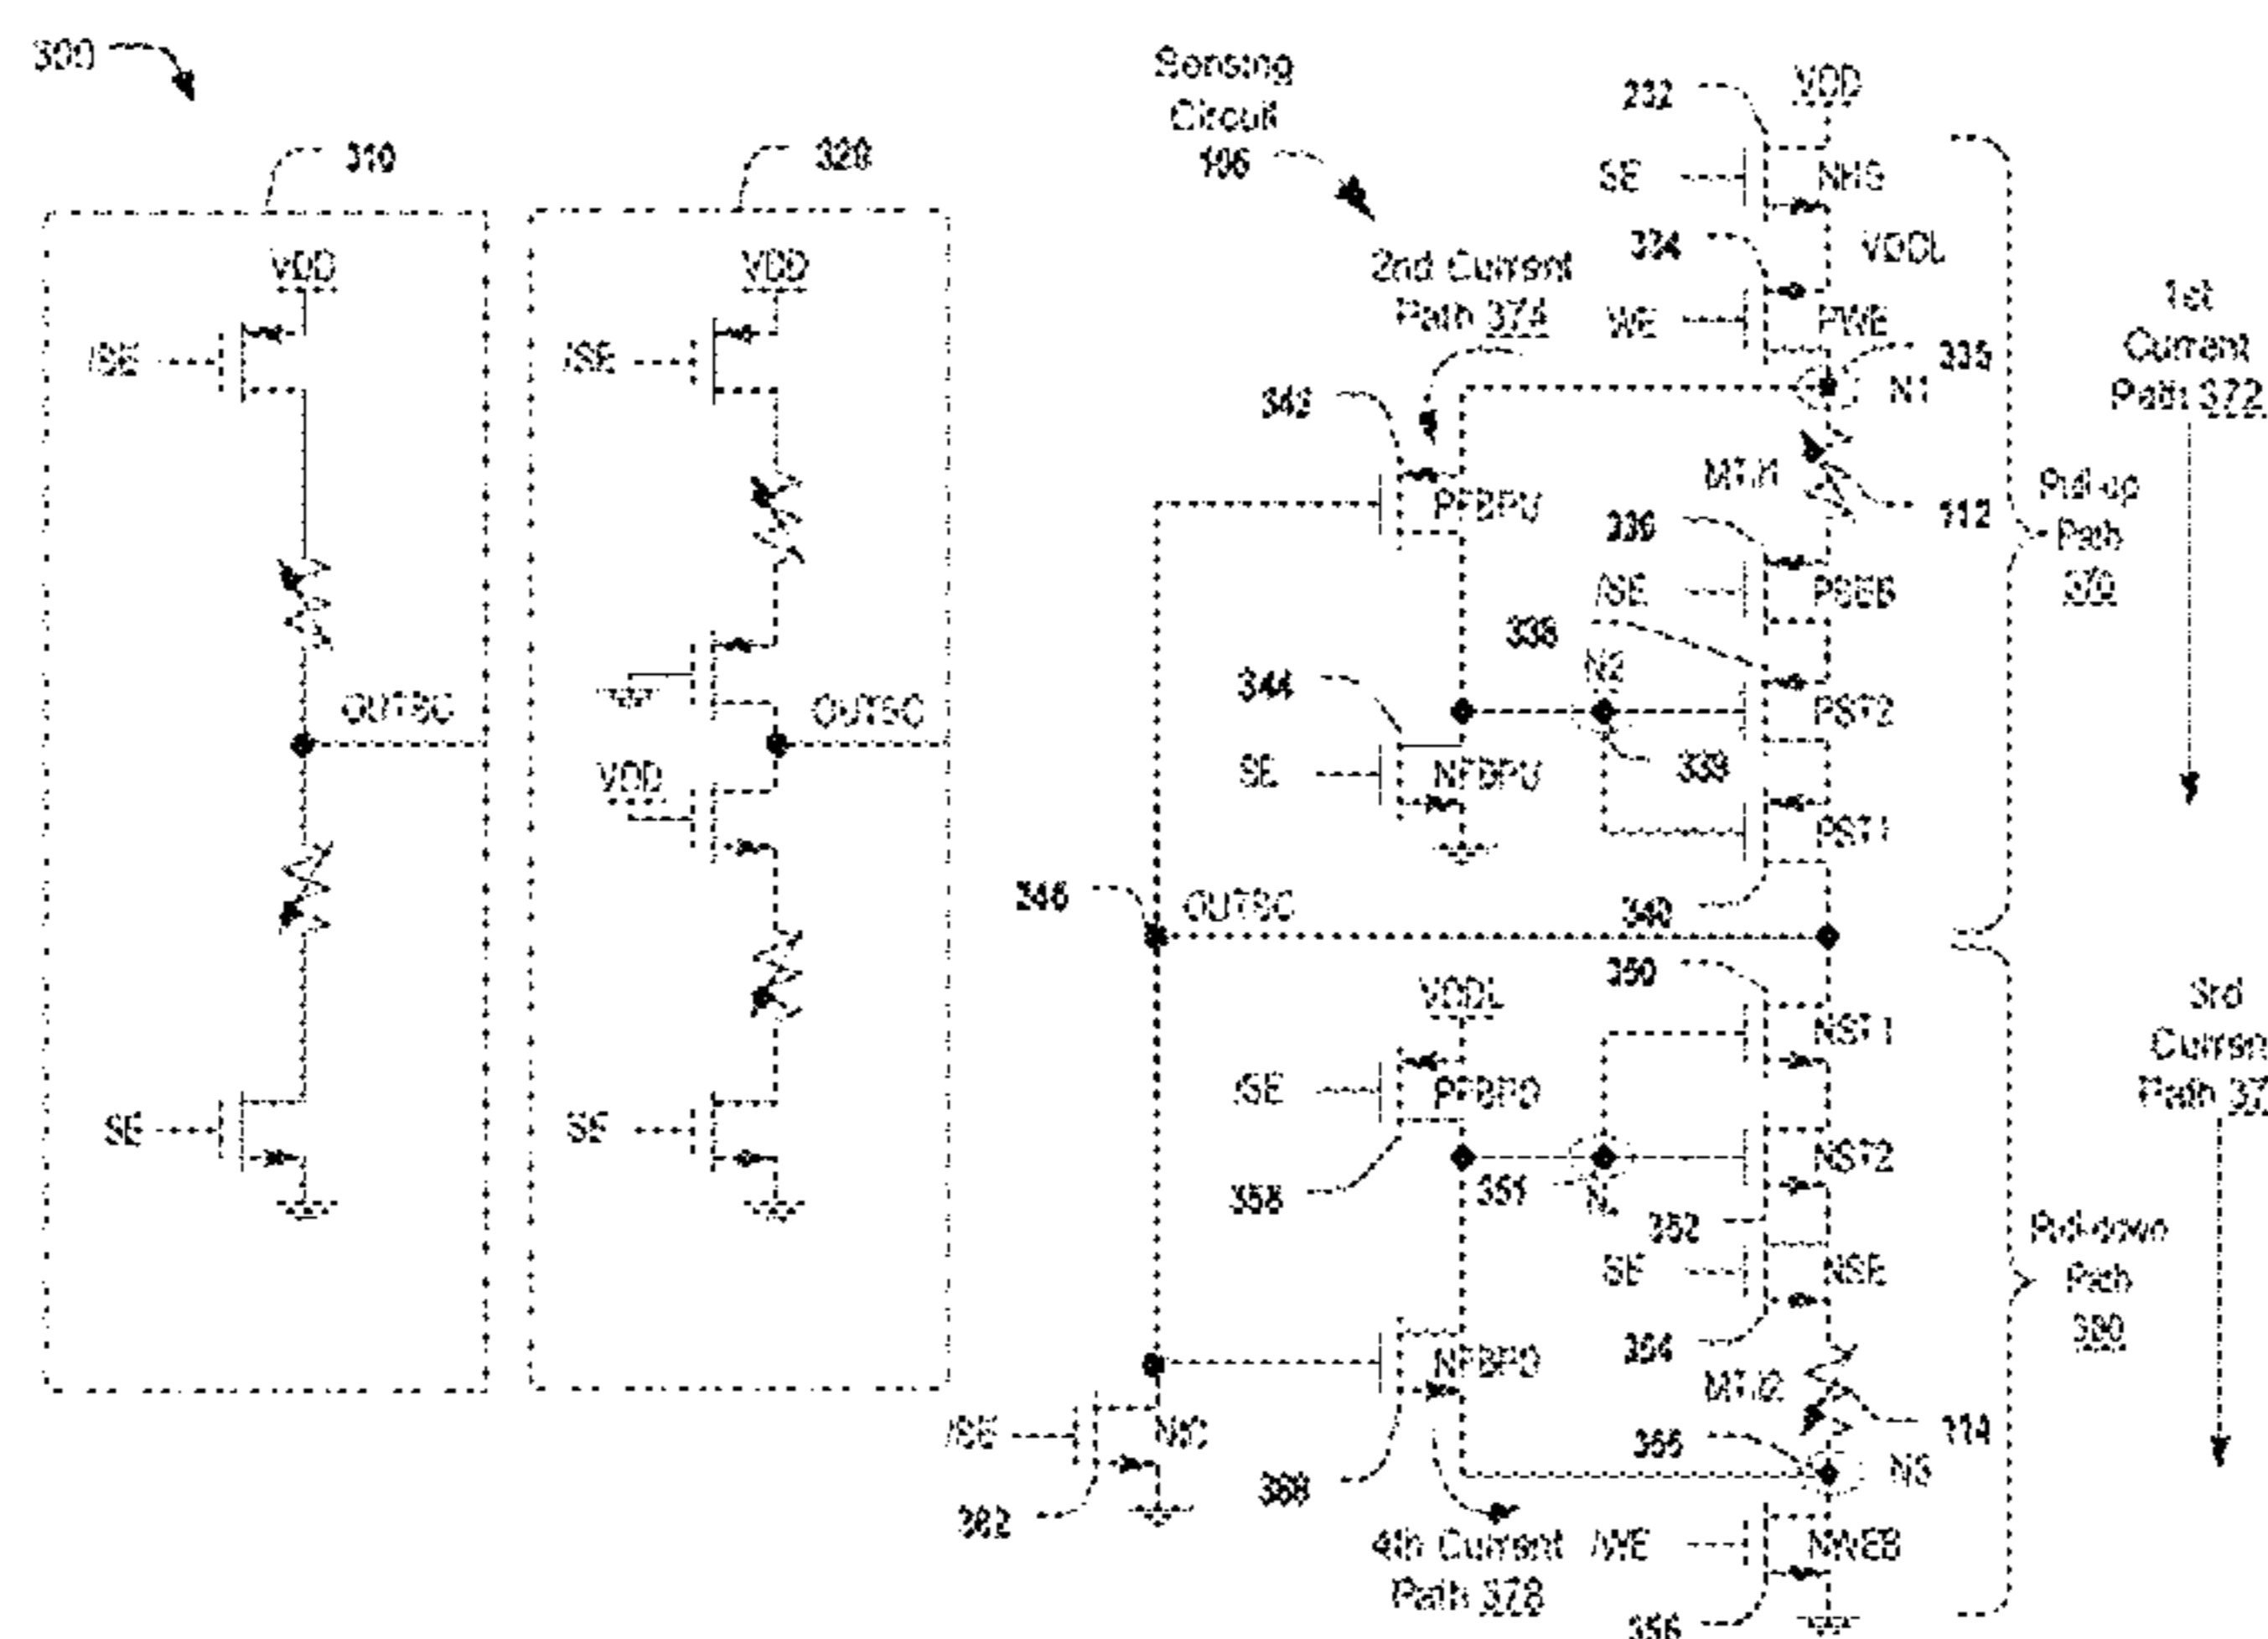 300
310
VDD
/SE
OUTSC
SE
320
VDD
/SE
OUTSC
VDD
SE
Sensing
Circuit
106
2nd Current
Path 374
VDD
SE
NHS
VDDL
334
WE
PWE
335
N1
342
PFBPU
MTJ1
112
336
/SE
PSEB
338
N2
PST2
339
344
SE
NFBPU
PST1
340
346
OUTSC
1st
Current
Path 372
Pull-up
Path
370
350
VDDL
NST1
/SE
PFBPD
358
351
NST2
352
SE
NSE
354
NFBPD
368
MTJ2
114
355
N3
/SE
362
4th Current
Path 378
/WE
NWEB
356
3rd
Pull-down
Path
380